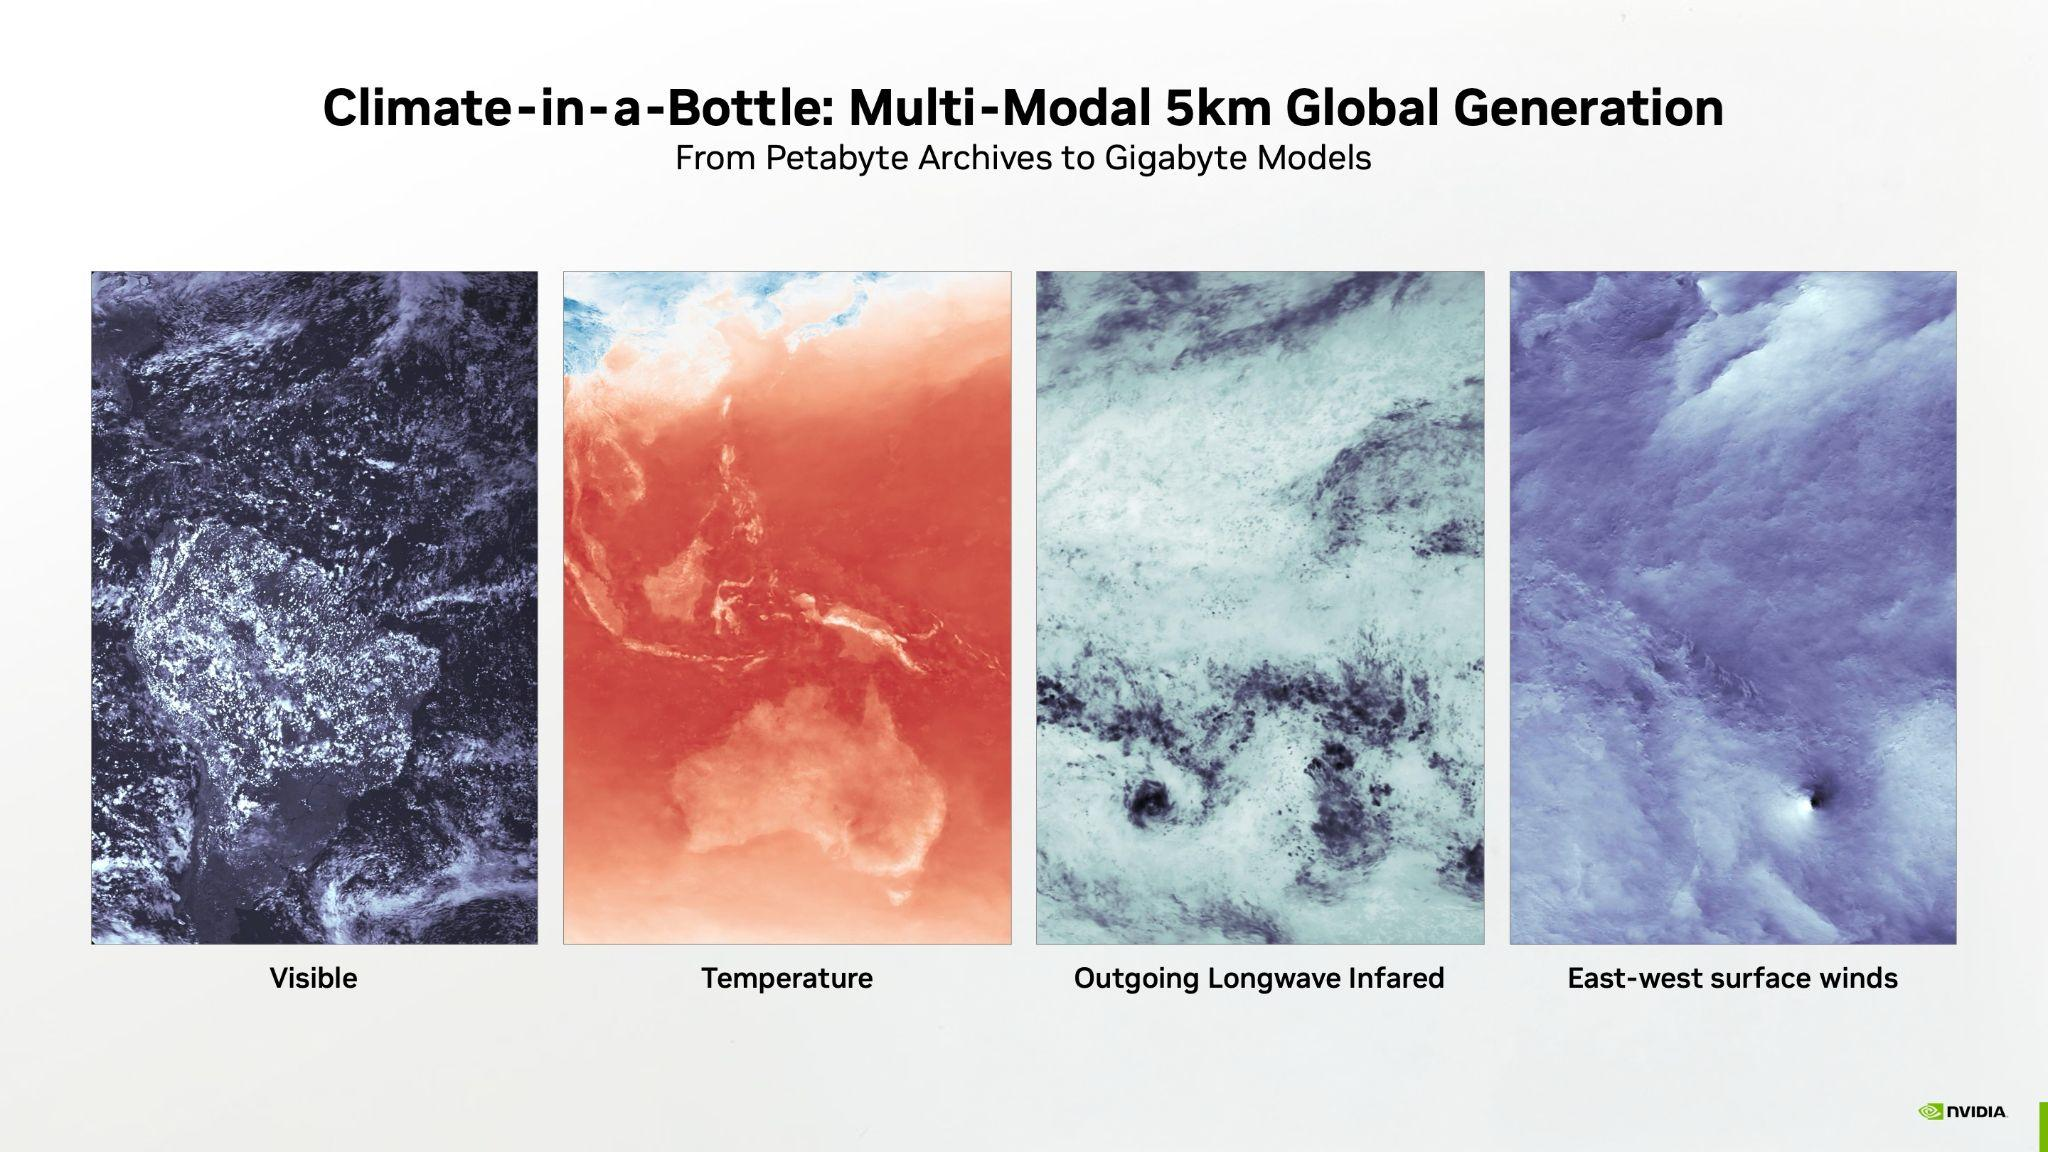 Climate-in-a-Bottle: Multi-Modal 5km Global Generation
From Petabyte Archives to Gigabyte Models
Visible
Temperature
Outgoing Longwave Infared
East-west surface winds
NVIDIA